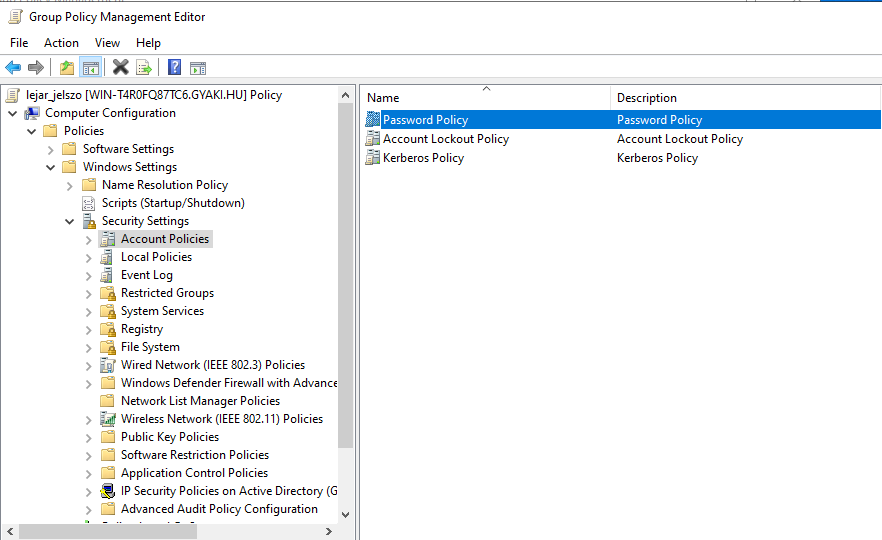 Group Policy Management Editor
File Action View Help
lejar_jelszo [WIN-T4R0FQ87TC6.GYAKI.HU] Policy
Computer Configuration
Policies
Software Settings
Windows Settings
Name Resolution Policy
Scripts (Startup/Shutdown)
Security Settings
Account Policies
Local Policies
Event Log
Restricted Groups
System Services
Registry
File System
Wired Network (IEEE 802.3) Policies
Windows Defender Firewall with Advance
Network List Manager Policies
Wireless Network (IEEE 802.11) Policies
Public Key Policies
Software Restriction Policies
Application Control Policies
IP Security Policies on Active Directory (G
Advanced Audit Policy Configuration
Name Description
Password Policy Password Policy
Account Lockout Policy Account Lockout Policy
Kerberos Policy Kerberos Policy